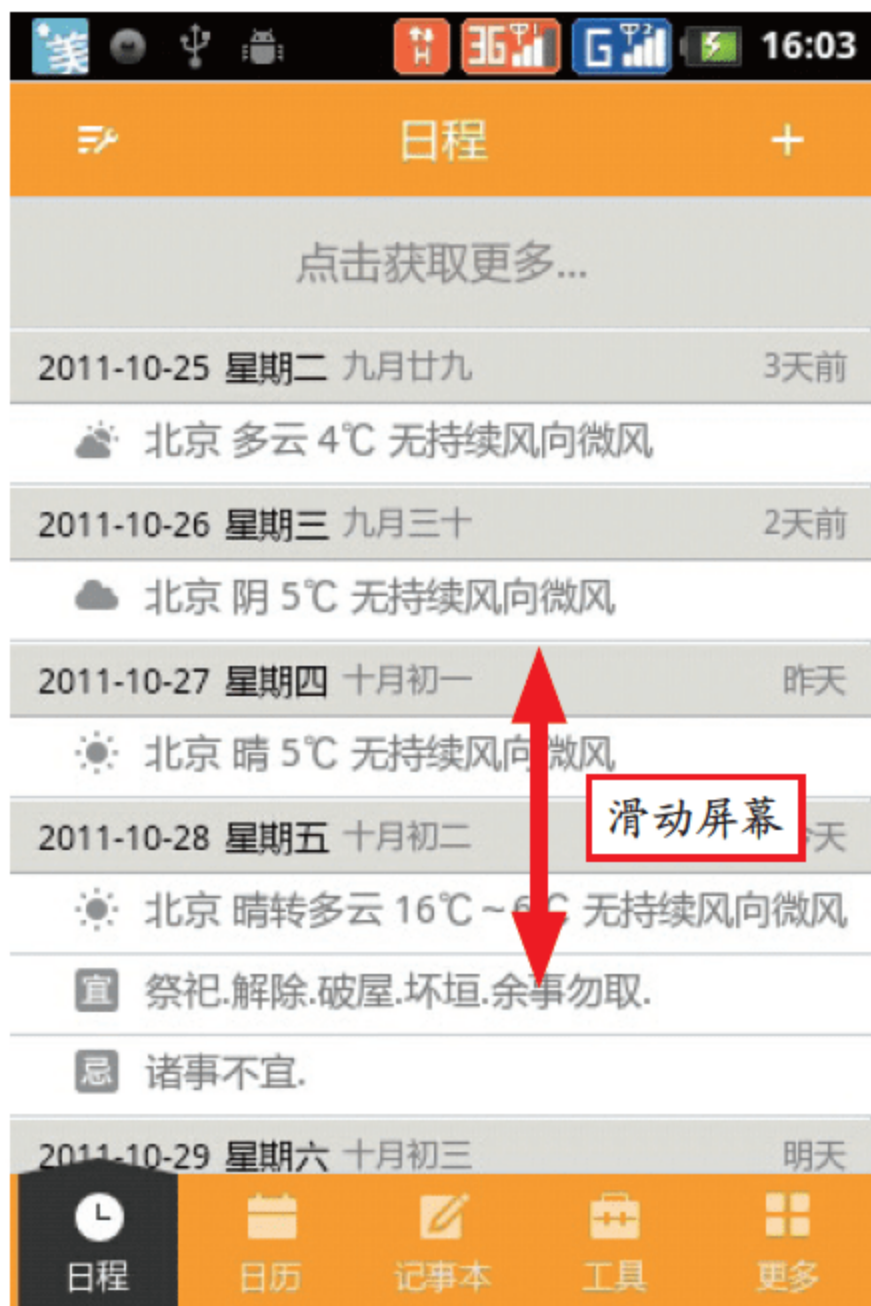 美 H 3G 1 G 2 16:03
日程 +
点击获取更多...
2011-10-25 星期二 九月廿九 3天前
北京 多云 4℃ 无持续风向微风
2011-10-26 星期三 九月三十 2天前
北京 阴 5℃ 无持续风向微风
2011-10-27 星期四 十月初一 昨天
北京 晴 5℃ 无持续风向微风
滑动屏幕
2011-10-28 星期五 十月初二 今天
北京 晴转多云 16℃~6℃ 无持续风向微风
宜 祭祀.解除.破屋.坏垣.余事勿取.
忌 诸事不宜.
2011-10-29 星期六 十月初三 明天
日程 日历 记事本 工具 更多